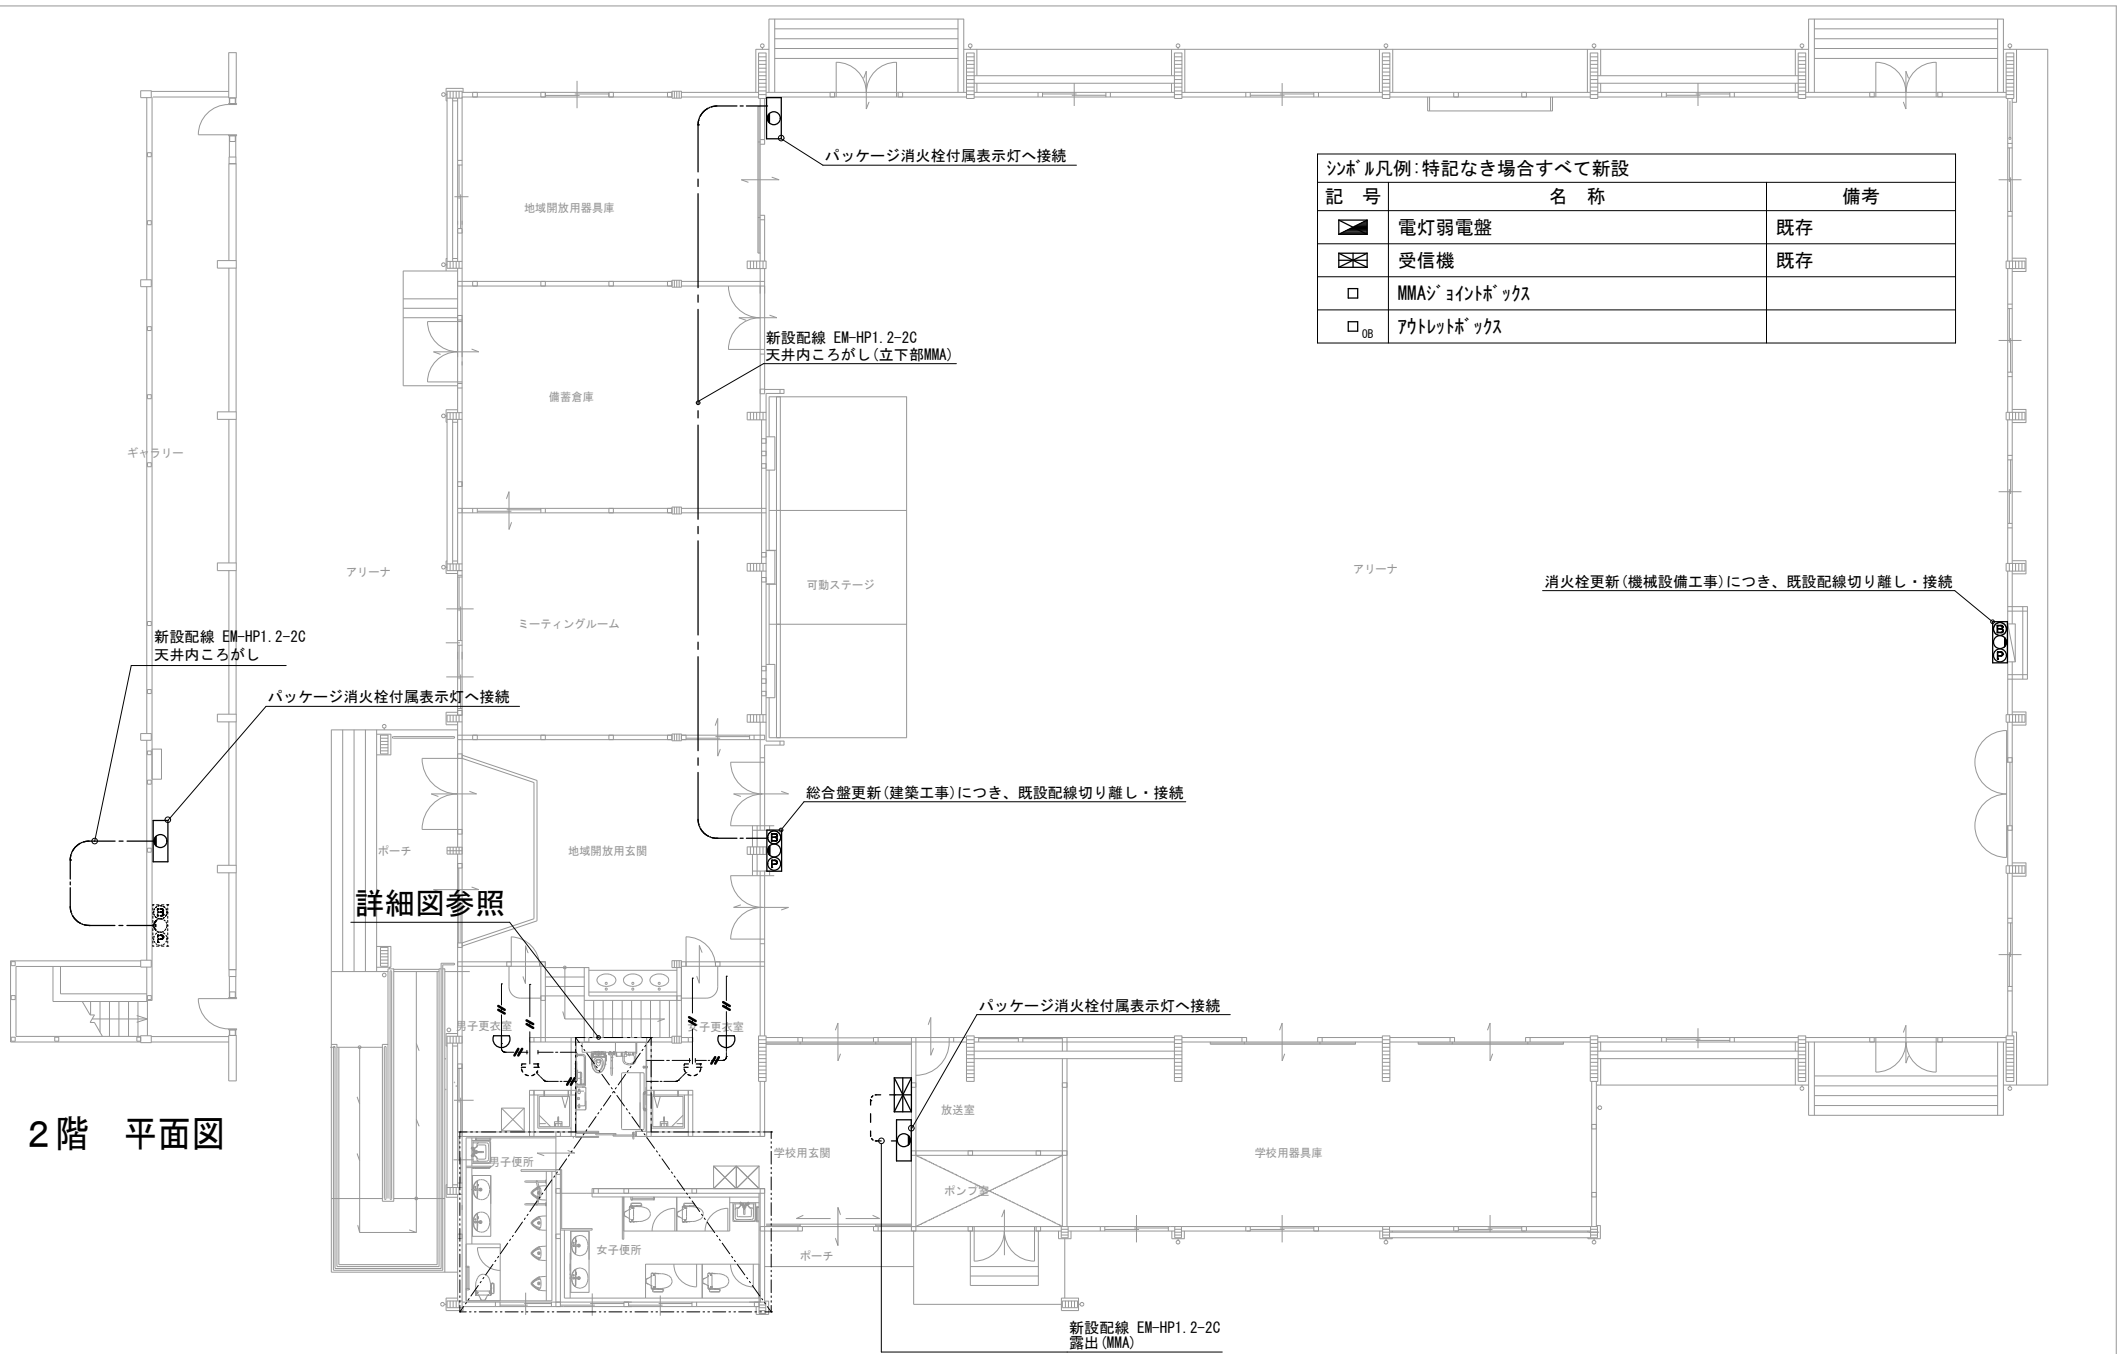 パッケージ消火栓付属表示灯へ接続
シンボル凡例:特記なき場合すべて新設
記 号 名 称 備考
電灯弱電盤 既存
受信機 既存
MMAジョイントボックス
OB アウトレットボックス
地域開放用器具庫
新設配線 EM-HP1.2-2C
天井内ころがし(立下部MMA)
備蓄倉庫
ギャラリー
アリーナ
可動ステージ
アリーナ
消火栓更新(機械設備工事)につき、既設配線切り離し・接続
B
P
ミーティングルーム
新設配線 EM-HP1.2-2C
天井内ころがし
パッケージ消火栓付属表示灯へ接続
総合盤更新(建築工事)につき、既設配線切り離し・接続
B
P
ポーチ
地域開放用玄関
詳細図参照
B
P
パッケージ消火栓付属表示灯へ接続
男子更衣室
女子更衣室
放送室
2階 平面図
男子便所
学校用玄関
学校用器具庫
ポンプ室
女子便所
ポーチ
新設配線 EM-HP1.2-2C
露出(MMA)